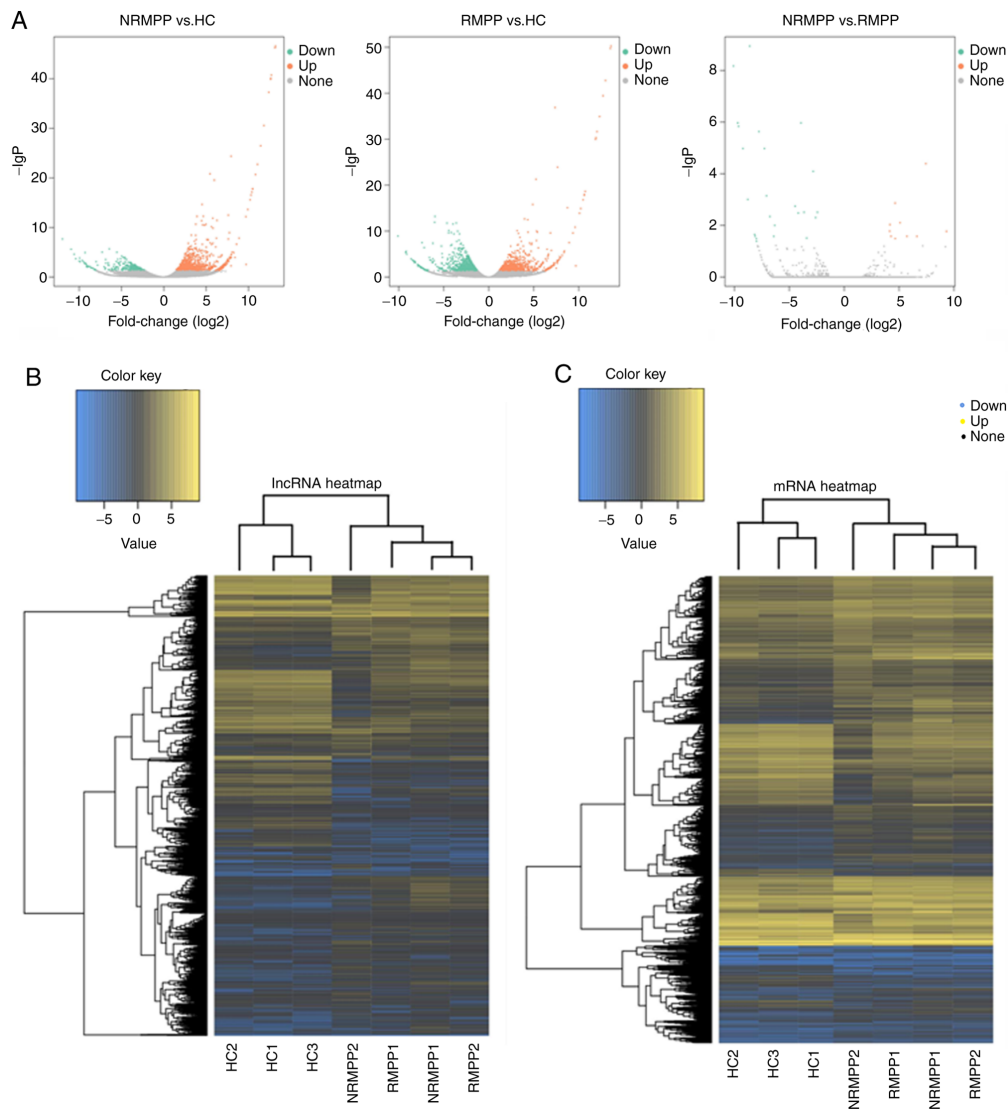 A
NRMPP vs.HC
RMPP vs.HC
NRMPP vs.RMPP
–lgP
40
30
20
10
0
–10
–5
0
5
10
Fold-change (log2)
Down
Up
None
–lgP
50
40
30
20
10
0
–10
–5
0
5
10
Fold-change (log2)
Down
Up
None
–lgP
8
6
4
2
0
–10
–5
0
5
10
Fold-change (log2)
Down
Up
None
B
Color key
–5 0 5
Value
lncRNA heatmap
HC2
HC1
HC3
NRMPP2
RMPP1
NRMPP1
RMPP2
C
Color key
–5 0 5
Value
Down
Up
None
mRNA heatmap
HC2
HC3
HC1
NRMPP2
RMPP1
NRMPP1
RMPP2